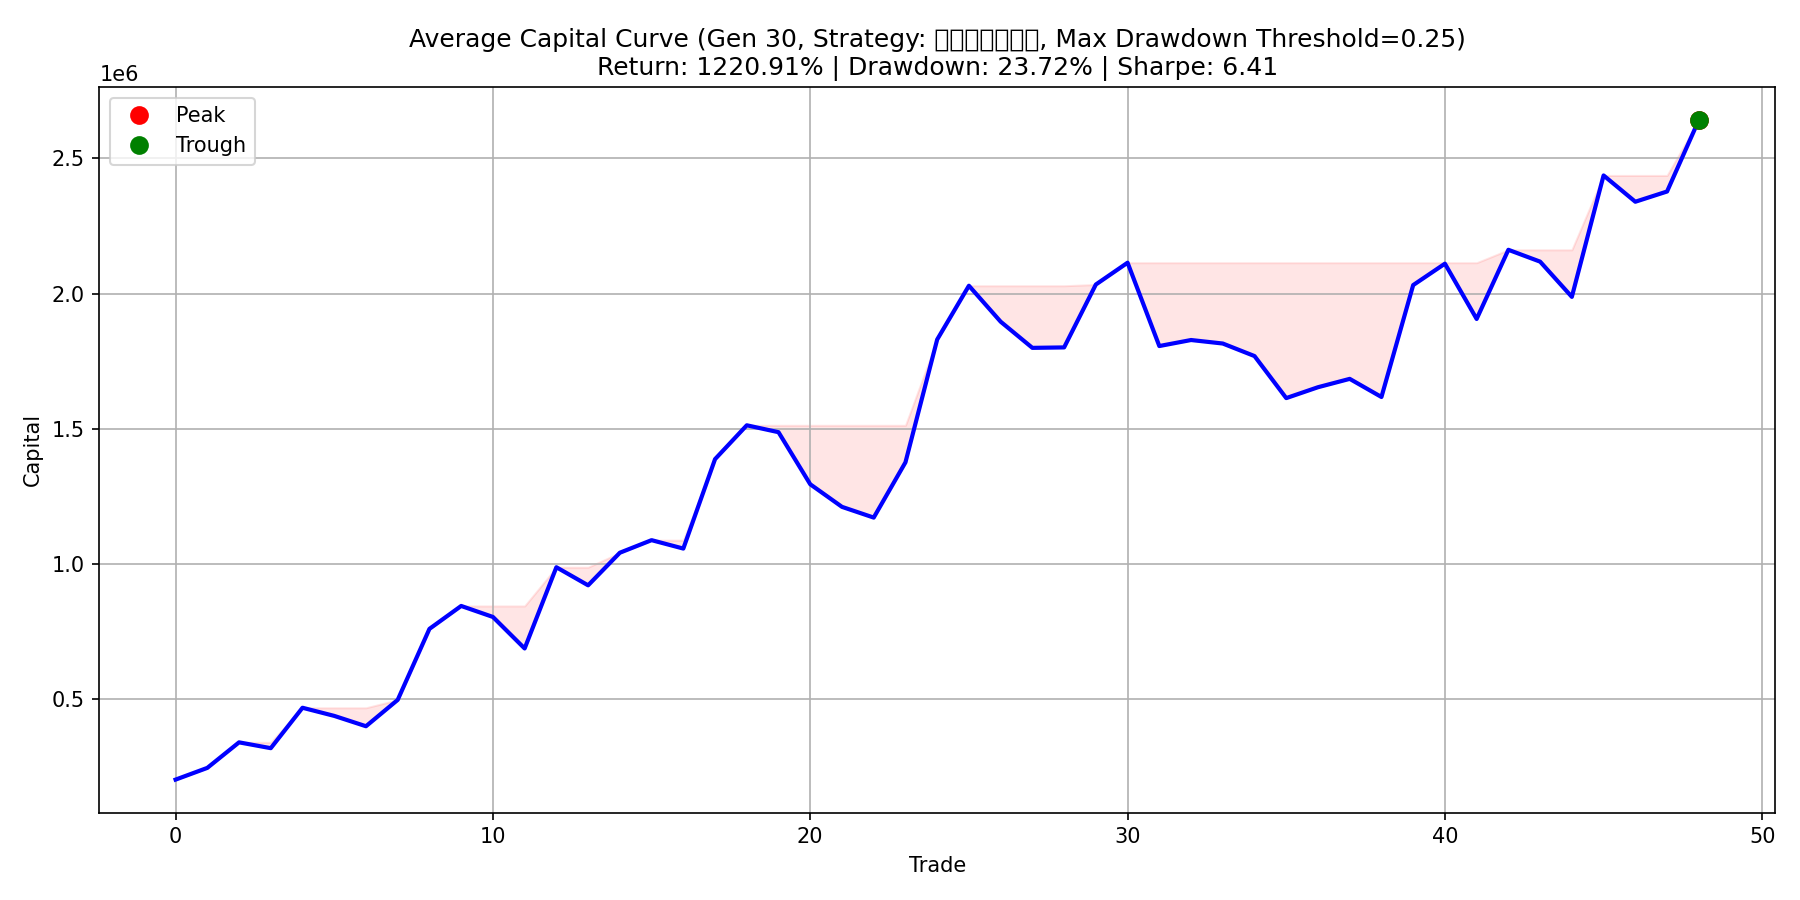 Average Capital Curve (Gen 30, Strategy: , Max Drawdown Threshold=0.25)
Return: 1220.91% | Drawdown: 23.72% | Sharpe: 6.41
1e6
Peak
Trough
2.5
2.0
1.5
1.0
0.5
Capital
0 10 20 30 40 50
Trade